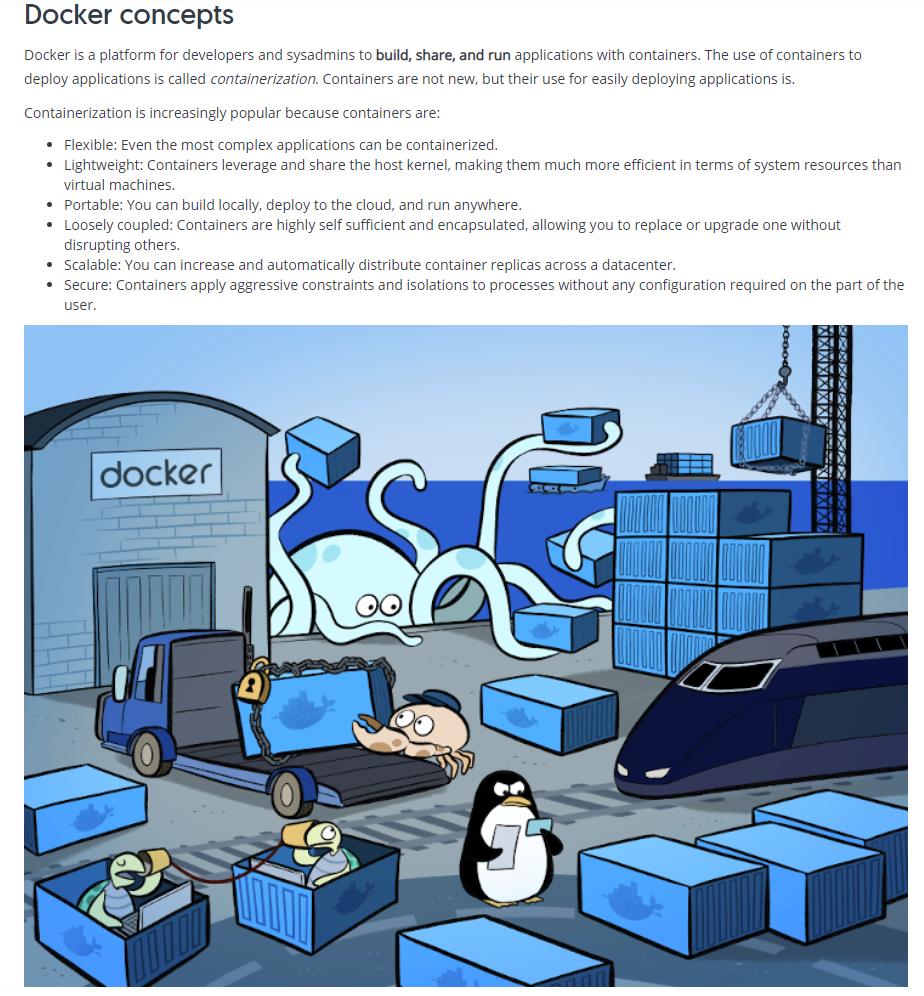 Docker concepts
Docker is a platform for developers and sysadmins to build, share, and run applications with containers. The use of containers to
deploy applications is called containerization. Containers are not new, but their use for easily deploying applications is.
Containerization is increasingly popular because containers are:
• Flexible: Even the most complex applications can be containerized.
• Lightweight: Containers leverage and share the host kernel, making them much more efficient in terms of system resources than
virtual machines.
• Portable: You can build locally, deploy to the cloud, and run anywhere.
• Loosely coupled: Containers are highly self sufficient and encapsulated, allowing you to replace or upgrade one without
disrupting others.
• Scalable: You can increase and automatically distribute container replicas across a datacenter.
• Secure: Containers apply aggressive constraints and isolations to processes without any configuration required on the part of the
user.
docker